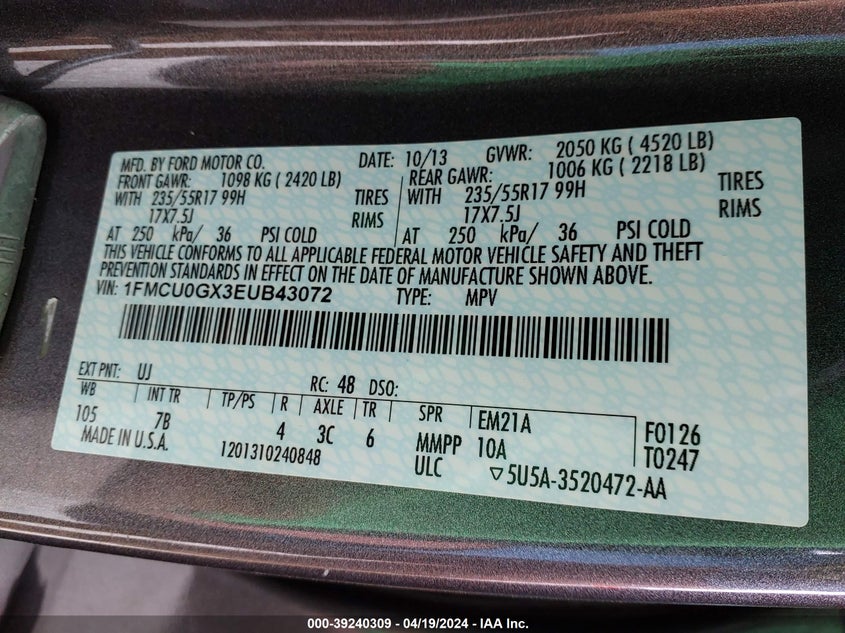 MFD. BY FORD MOTOR CO. DATE: 10/13 GVWR: 2050 KG ( 4520 LB)
FRONT GAWR: 1098 KG ( 2420 LB) REAR GAWR: 1006 KG ( 2218 LB)
WITH 235/55R17 99H TIRES WITH 235/55R17 99H TIRES
17X7.5J RIMS 17X7.5J RIMS
AT 250 kPa/ 36 PSI COLD AT 250 kPa/ 36 PSI COLD
THIS VEHICLE CONFORMS TO ALL APPLICABLE FEDERAL MOTOR VEHICLE SAFETY AND THEFT
PREVENTION STANDARDS IN EFFECT ON THE DATE OF MANUFACTURE SHOWN ABOVE.
VIN: 1FMCU0GX3EUB43072 TYPE: MPV
EXT PNT: UJ RC: 48 DSO:
WB INT TR TP/PS R AXLE TR SPR EM21A F0126
105 7B 4 3C 6 MMPP 10A T0247
MADE IN U.S.A. 1201310240848 ULC ▽5U5A-3520472-AA
000-39240309 - 04/19/2024 - IAA Inc.